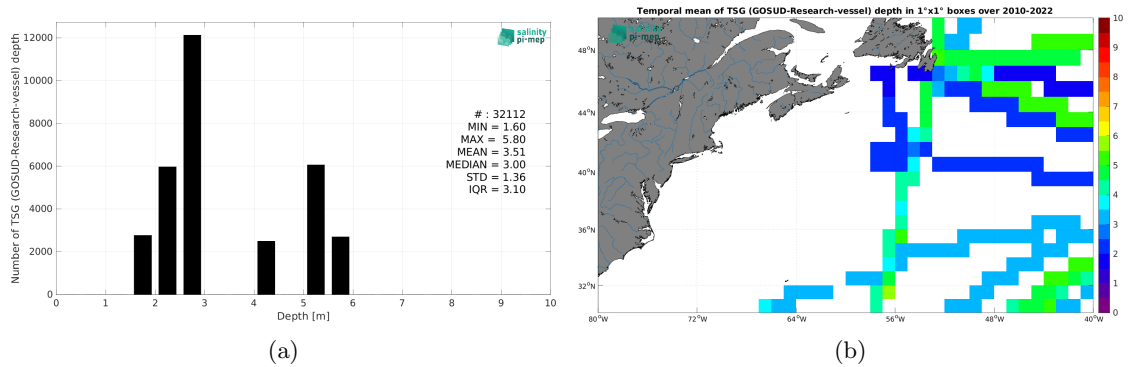 Number of TSG (GOSUD-Research-vessel) depth
12000
10000
8000
6000
4000
2000
0
0 1 2 3 4 5 6 7 8 9 10
Depth [m]
salinity
pi-mep
# : 32112
MIN = 1.60
MAX = 5.80
MEAN = 3.51
MEDIAN = 3.00
STD = 1.36
IQR = 3.10
(a)
Temporal mean of TSG (GOSUD-Research-vessel) depth in 1°x1° boxes over 2010-2022
salinity
pi-mep
48°N
44°N
40°N
36°N
32°N
80°W 72°W 64°W 56°W 48°W 40°W
10
9
8
7
6
5
4
3
2
1
0
(b)